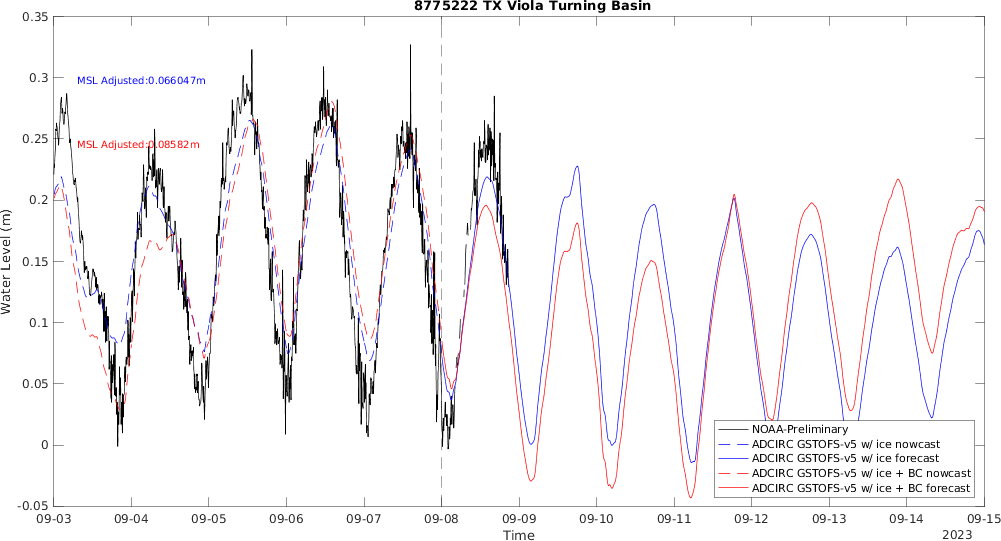 8775222 TX Viola Turning Basin
0.35
0.3
0.25
0.2
0.15
0.1
0.05
0
-0.05
Water Level (m)
MSL Adjusted:0.066047m
MSL Adjusted:0.08582m
NOAA-Preliminary
ADCIRC GSTOFS-v5 w/ ice nowcast
ADCIRC GSTOFS-v5 w/ ice forecast
ADCIRC GSTOFS-v5 w/ ice + BC nowcast
ADCIRC GSTOFS-v5 w/ ice + BC forecast
09-03 09-04 09-05 09-06 09-07 09-08 09-09 09-10 09-11 09-12 09-13 09-14 09-15
Time
2023